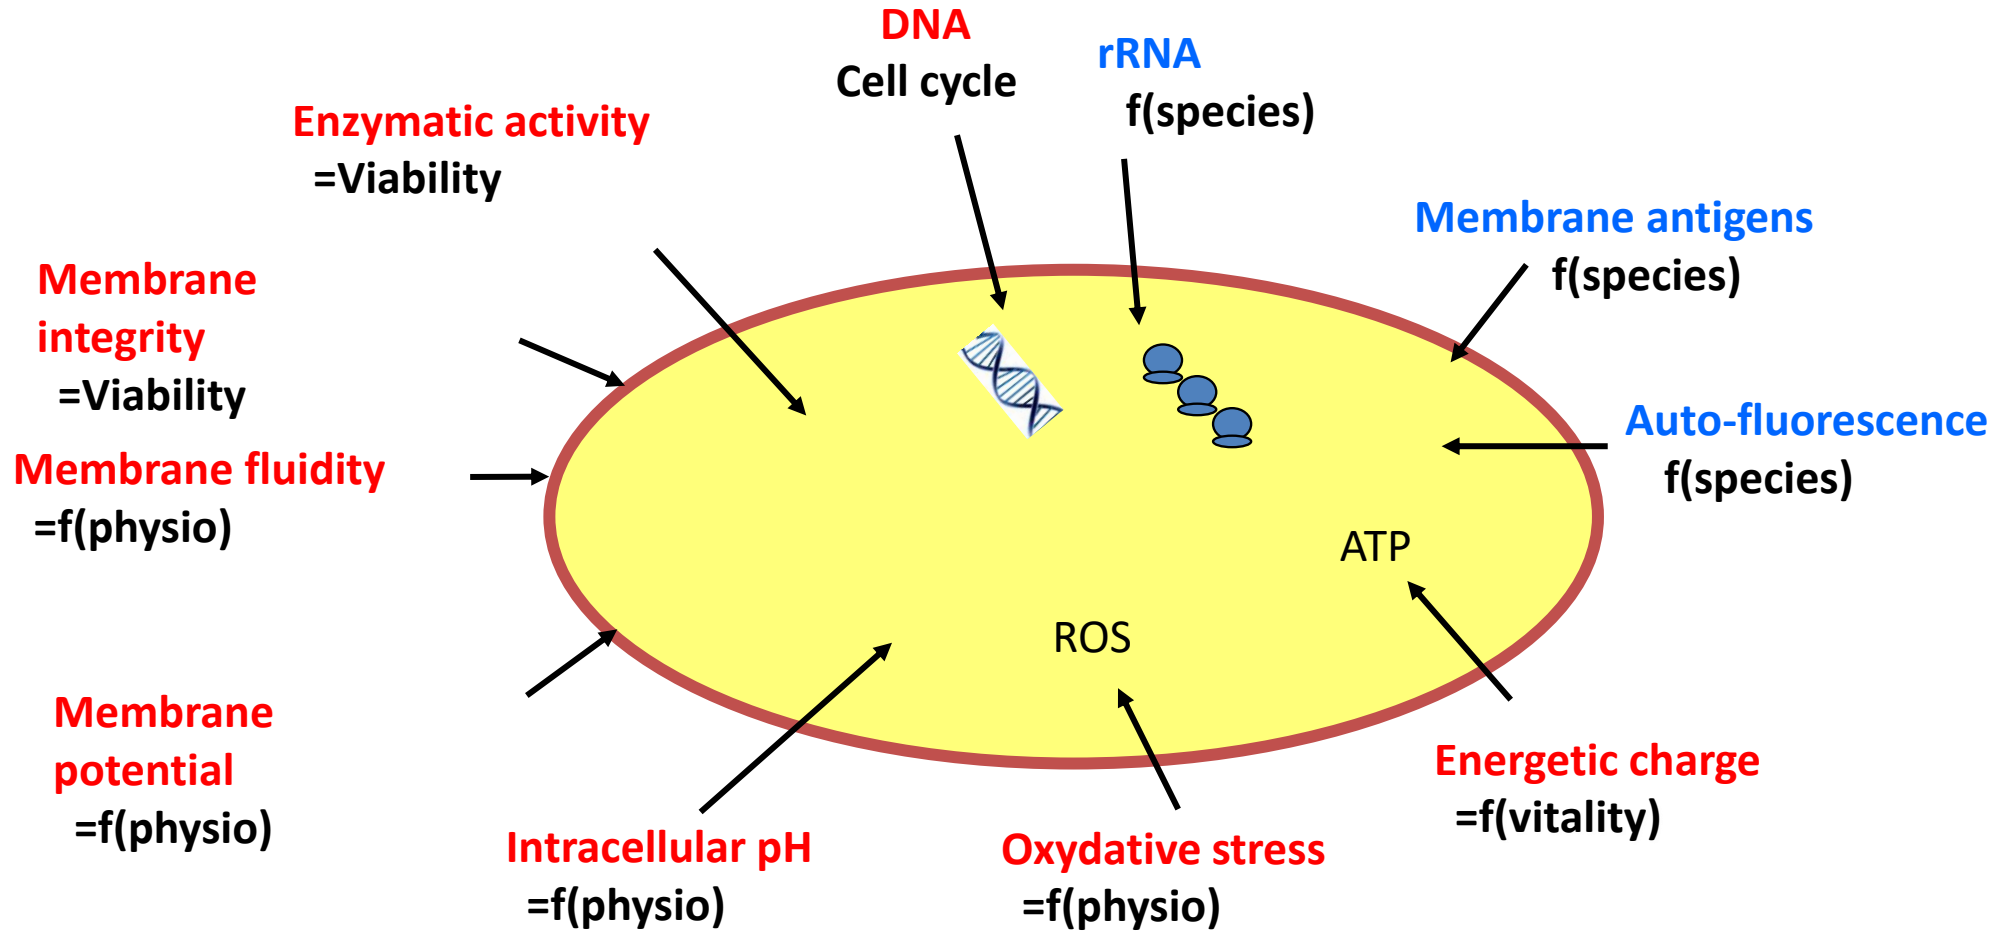 DNA
Cell cycle
rRNA
f(species)
Enzymatic activity
=Viability
Membrane antigens
f(species)
Membrane
integrity
=Viability
Auto-fluorescence
f(species)
Membrane fluidity
=f(physio)
ATP
ROS
Membrane
potential
=f(physio)
Energetic charge
=f(vitality)
Intracellular pH
=f(physio)
Oxydative stress
=f(physio)